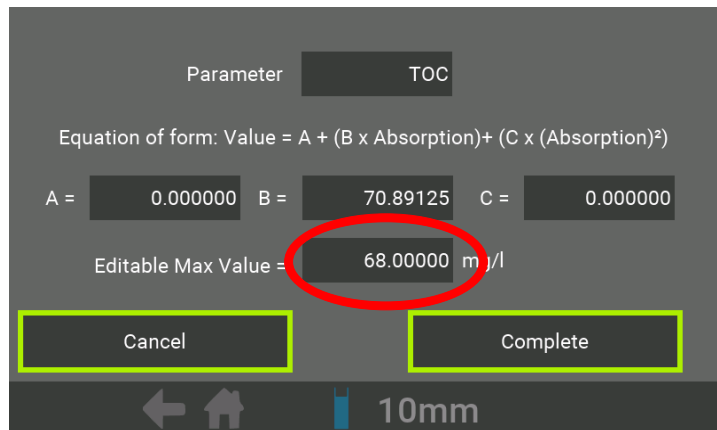 Parameter TOC
Equation of form: Value = A + (B x Absorption)+ (C x (Absorption)²)
A = 0.000000 B = 70.89125 C = 0.000000
Editable Max Value = 68.00000 mg/l
Cancel Complete
10mm